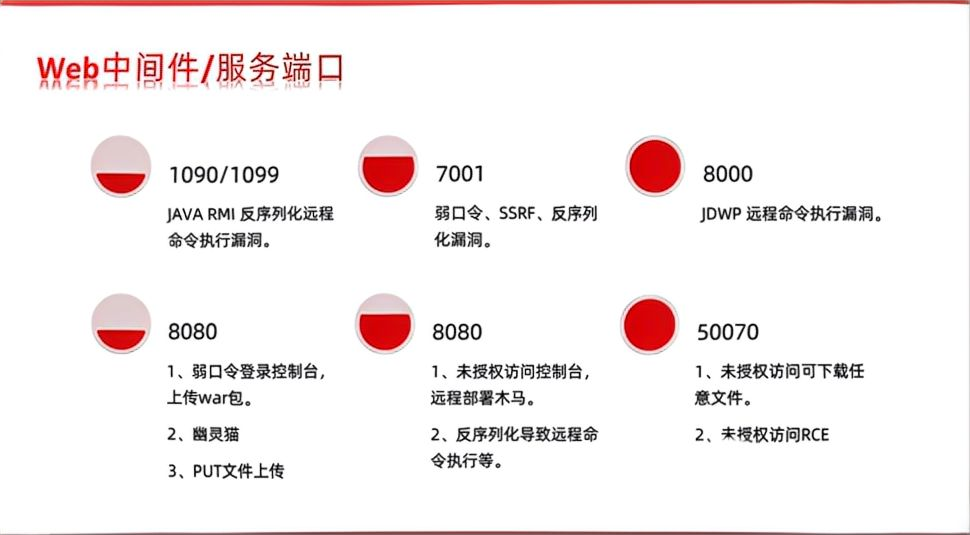 Web中间件/服务端口
1090/1099
JAVA RMI 反序列化远程
命令执行漏洞。
7001
弱口令、SSRF、反序列
化漏洞。
8000
JDWP 远程命令执行漏洞。
8080
1、弱口令登录控制台，
上传war包。
2、幽灵猫
3、PUT文件上传
8080
1、未授权访问控制台，
远程部署木马。
2、反序列化导致远程命
令执行等。
50070
1、未授权访问可下载任
意文件。
2、未授权访问RCE